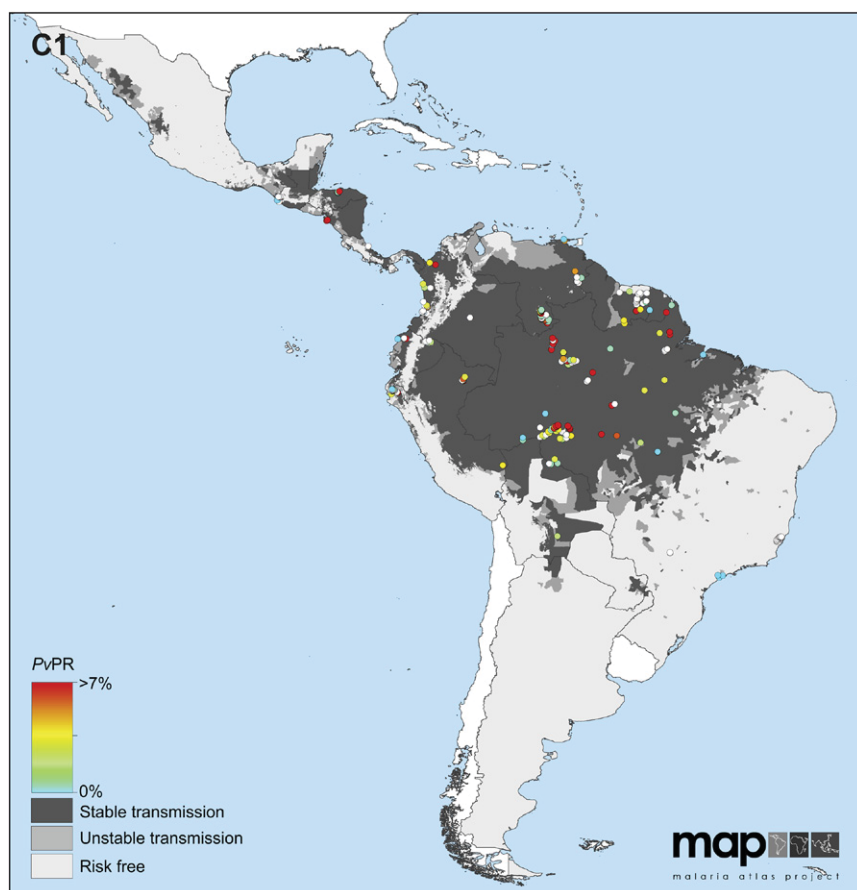 C1
PvPR
>7%
0%
Stable transmission
Unstable transmission
Risk free
map
malaria atlas project